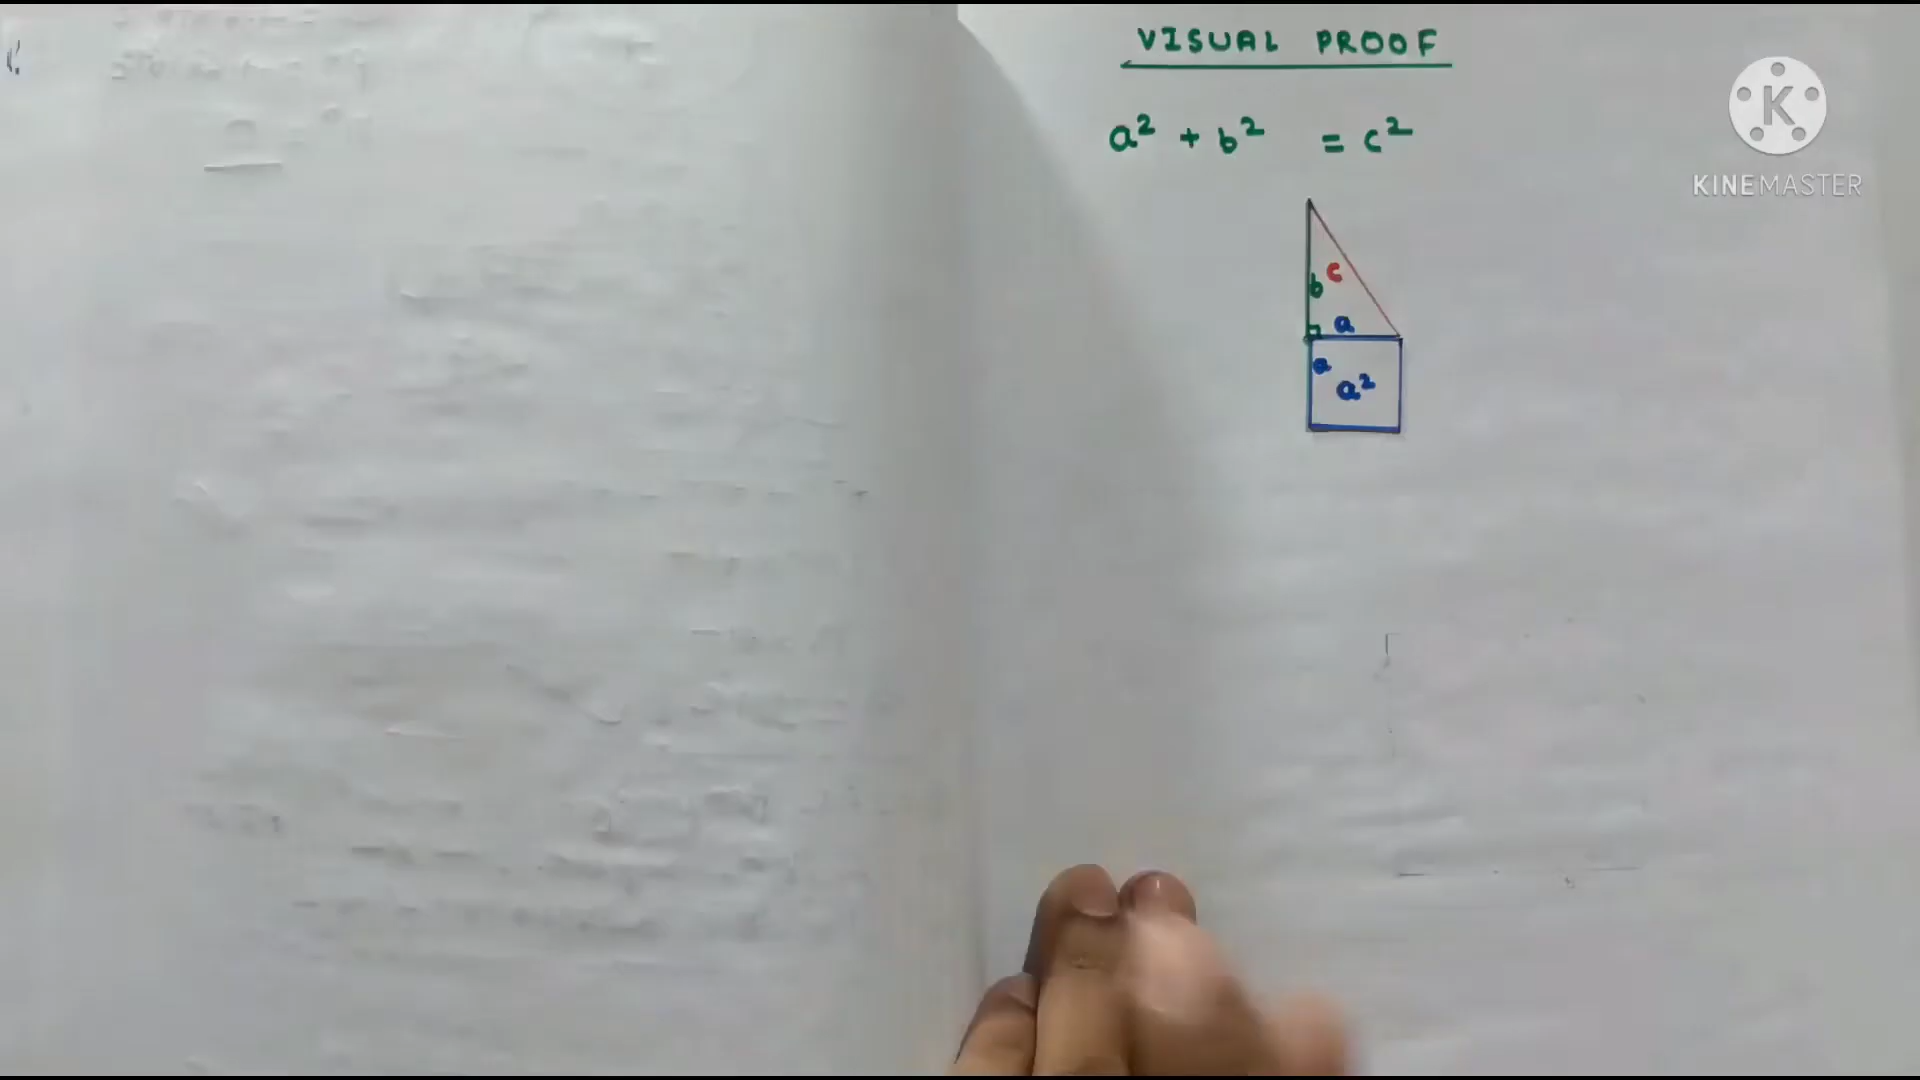 VISUAL PROOF
a² + b² = c²
K
KINEMASTER
c
b
a
a
a²